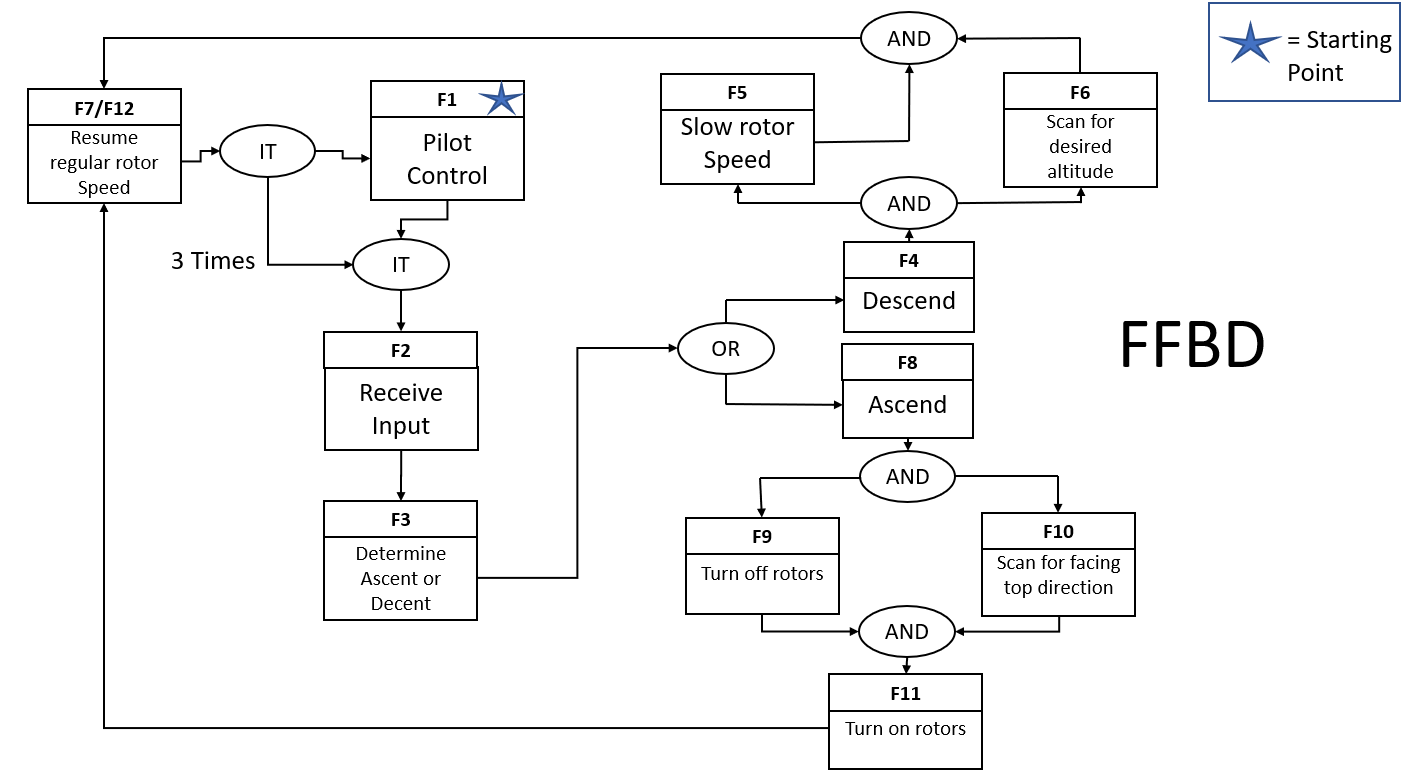 AND
= Starting
Point
F7/F12
Resume
regular rotor
Speed
IT
F1
Pilot
Control
F5
Slow rotor
Speed
F6
Scan for
desired
altitude
AND
3 Times
IT
F4
Descend
F2
Receive
Input
OR
F8
Ascend
FFBD
AND
F3
Determine
Ascent or
Decent
F9
Turn off rotors
F10
Scan for facing
top direction
AND
F11
Turn on rotors